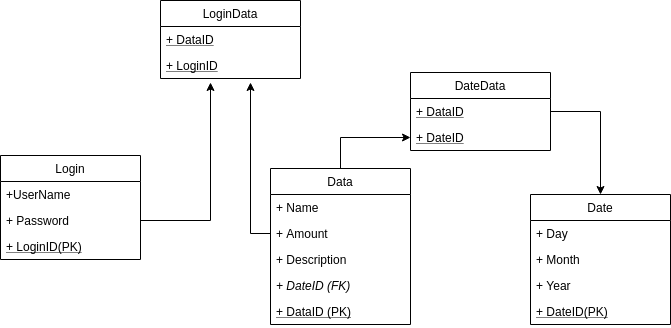 LoginData
+ DataID
+ LoginID
DateData
+ DataID
+ DateID
Login
+UserName
+ Password
+ LoginID(PK)
Data
+ Name
+ Amount
+ Description
+ DateID (FK)
+ DataID (PK)
Date
+ Day
+ Month
+ Year
+ DateID(PK)